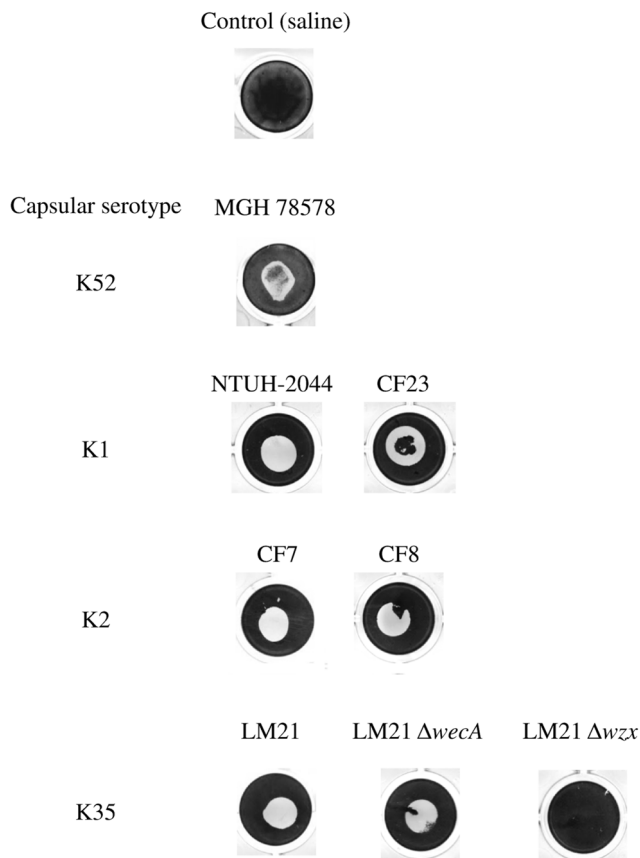 Control (saline)
Capsular serotype MGH 78578
K52
NTUH-2044 CF23
K1
CF7 CF8
K2
LM21 LM21 ΔwecA LM21 Δwzx
K35